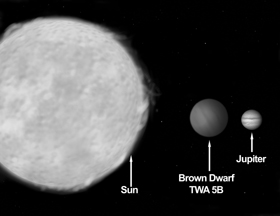 Sun
Brown Dwarf
TWA 5B
Jupiter